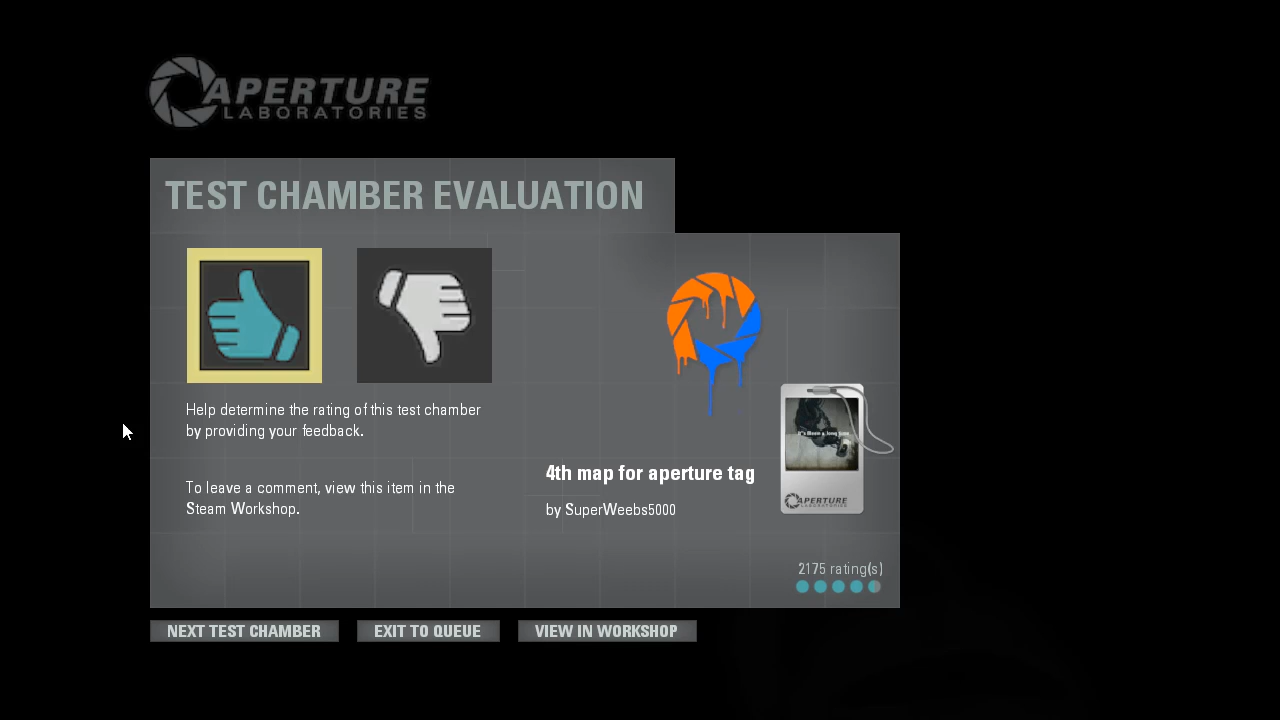 APERTURE
LABORATORIES
TEST CHAMBER EVALUATION
Help determine the rating of this test chamber
by providing your feedback.
To leave a comment, view this item in the
Steam Workshop.
4th map for aperture tag
by SuperWeebs5000
APERTURE
LABORATORIES
2175 rating(s)
NEXT TEST CHAMBER
EXIT TO QUEUE
VIEW IN WORKSHOP